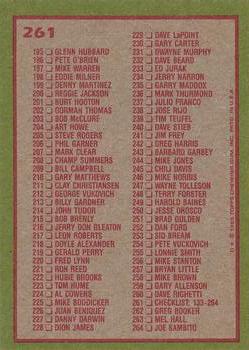 261
195 GLENN HUBBARD
196 PETE O'BRIEN
197 MIKE WARREN
198 EDDIE MILNER
199 DENNY MARTINEZ
200 REGGIE JACKSON
201 BURT HOOTON
202 GORMAN THOMAS
203 BOB McCLURE
204 ART HOWE
205 STEVE ROGERS
206 PHIL GARNER
207 MARK CLEAR
208 CHAMP SUMMERS
209 BILL CAMPBELL
210 GARY MATTHEWS
211 CLAY CHRISTIANSEN
212 GEORGE VUKOVICH
213 BILLY GARDNER
214 JOHN TUDOR
215 BOB BRENLY
216 JERRY DON GLEATON
217 LEON ROBERTS
218 DOYLE ALEXANDER
219 GERALD PERRY
220 FRED LYNN
221 RON REED
222 HUBIE BROOKS
223 TOM HUME
224 AL COWENS
225 MIKE BODDICKER
226 JUAN BENIQUEZ
227 DANNY DARWIN
228 DION JAMES
229 DAVE LaPOINT
230 GARY CARTER
231 DWAYNE MURPHY
232 DAVE BEARD
233 ED JURAK
234 JERRY NARRON
235 GARRY MADDOX
236 MARK THURMOND
237 JULIO FRANCO
238 JOSE RIJO
239 TIM TEUFEL
240 DAVE STIEB
241 JIM FREY
242 GREG HARRIS
243 BARBARO GARBEY
244 MIKE JONES
245 CHILI DAVIS
246 MIKE NORRIS
247 WAYNE TOLLESON
248 TERRY FORSTER
249 HAROLD BAINES
250 JESSE OROSCO
251 BRAD GULDEN
252 DAN FORD
253 SID BREAM
254 PETE VUCKOVICH
255 LONNIE SMITH
256 MIKE STANTON
257 BRYAN LITTLE
258 MIKE BROWN
259 GARY ALLENSON
260 DAVE RIGHETTI
261 CHECKLIST 133-264
262 GREG BOOKER
263 MEL HALL
264 JOE SAMBITO